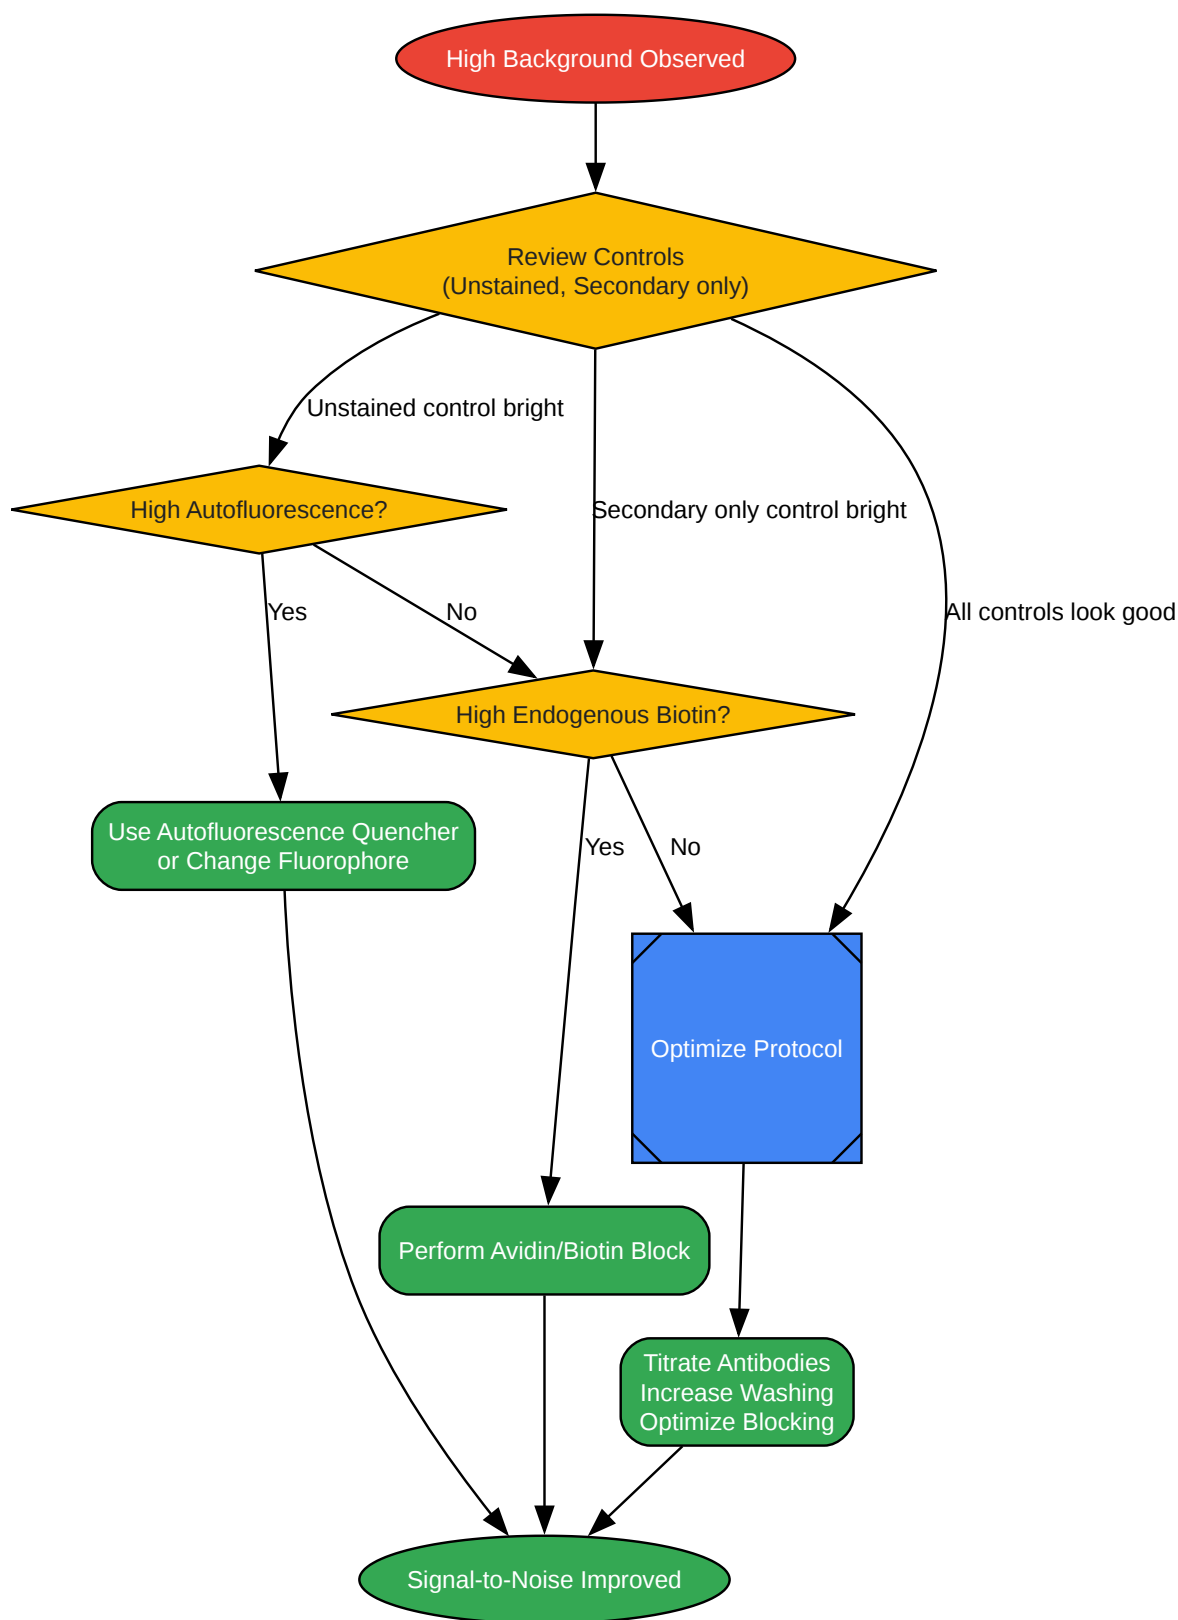 High Background Observed
Review Controls
(Unstained, Secondary only)
Unstained control bright
High Autofluorescence?
Secondary only control bright
Yes
No
All controls look good
High Endogenous Biotin?
Use Autofluorescence Quencher
or Change Fluorophore
Yes
No
Optimize Protocol
Perform Avidin/Biotin Block
Titrate Antibodies
Increase Washing
Optimize Blocking
Signal-to-Noise Improved